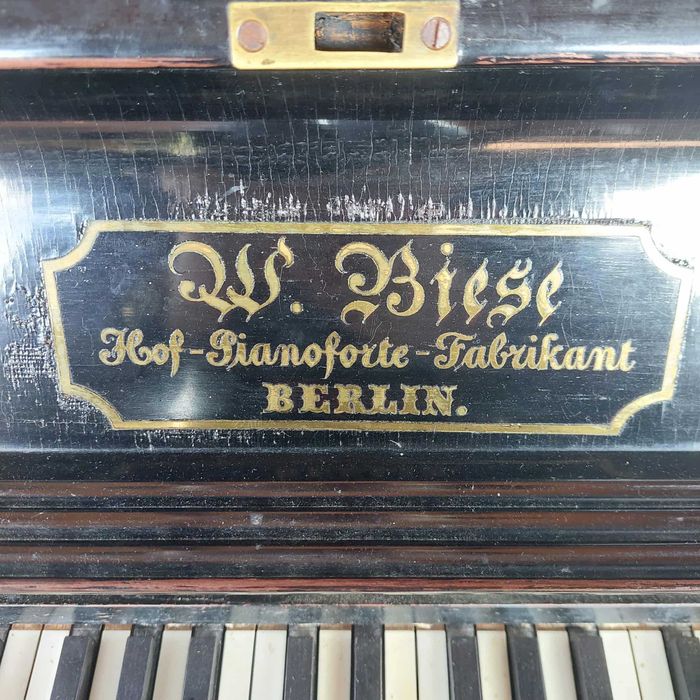 W. Biese
Hof-Pianoforte-Fabrikant
BERLIN.